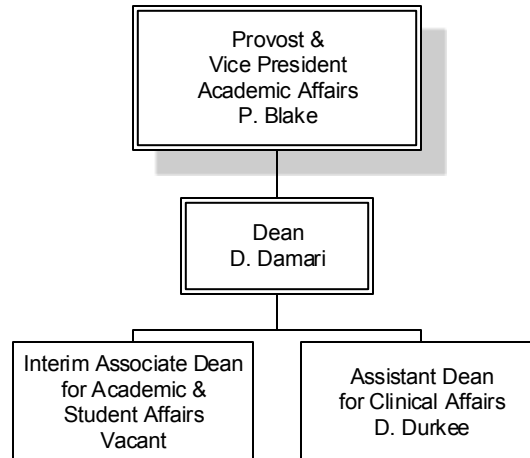 Provost &
Vice President
Academic Affairs
P. Blake
Dean
D. Damari
Interim Associate Dean
for Academic &
Student Affairs
Vacant
Assistant Dean
for Clinical Affairs
D. Durkee